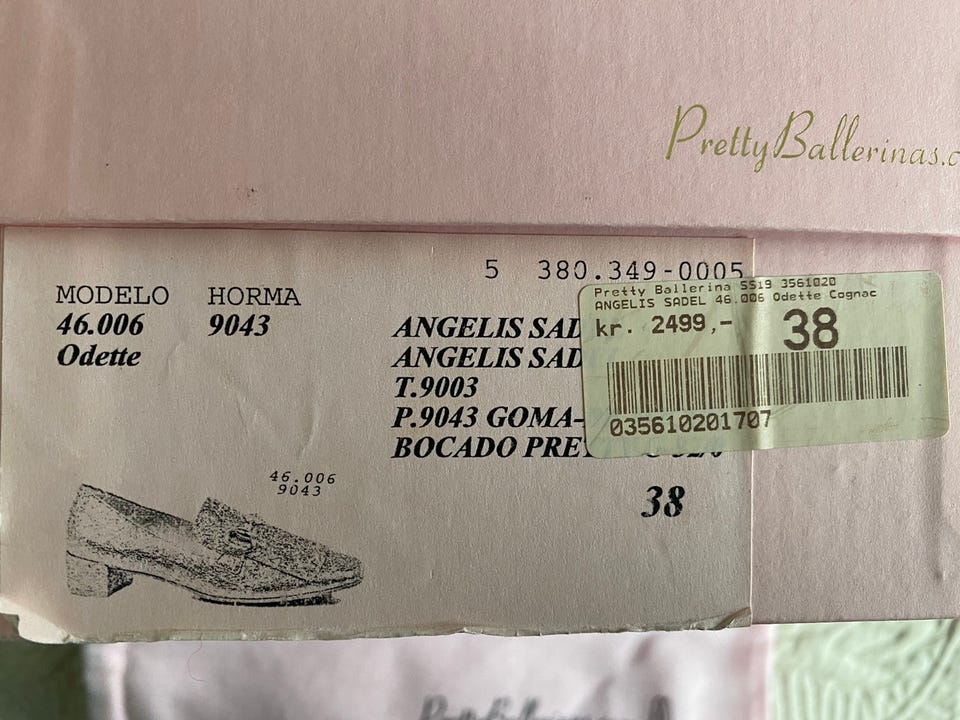 PrettyBallerinas.c
5 380.349-0005
MODELO HORMA
46.006 9043
Odette
ANGELIS SAD
ANGELIS SAD
T.9003
P.9043 GOMA-
BOCADO PRE
38
46.006
9043
Pretty Ballerina SS19 3561020
ANGELIS SADEL 46.006 Odette Cognac
kr. 2499,- 38
035610201707
PrettyBallerinas